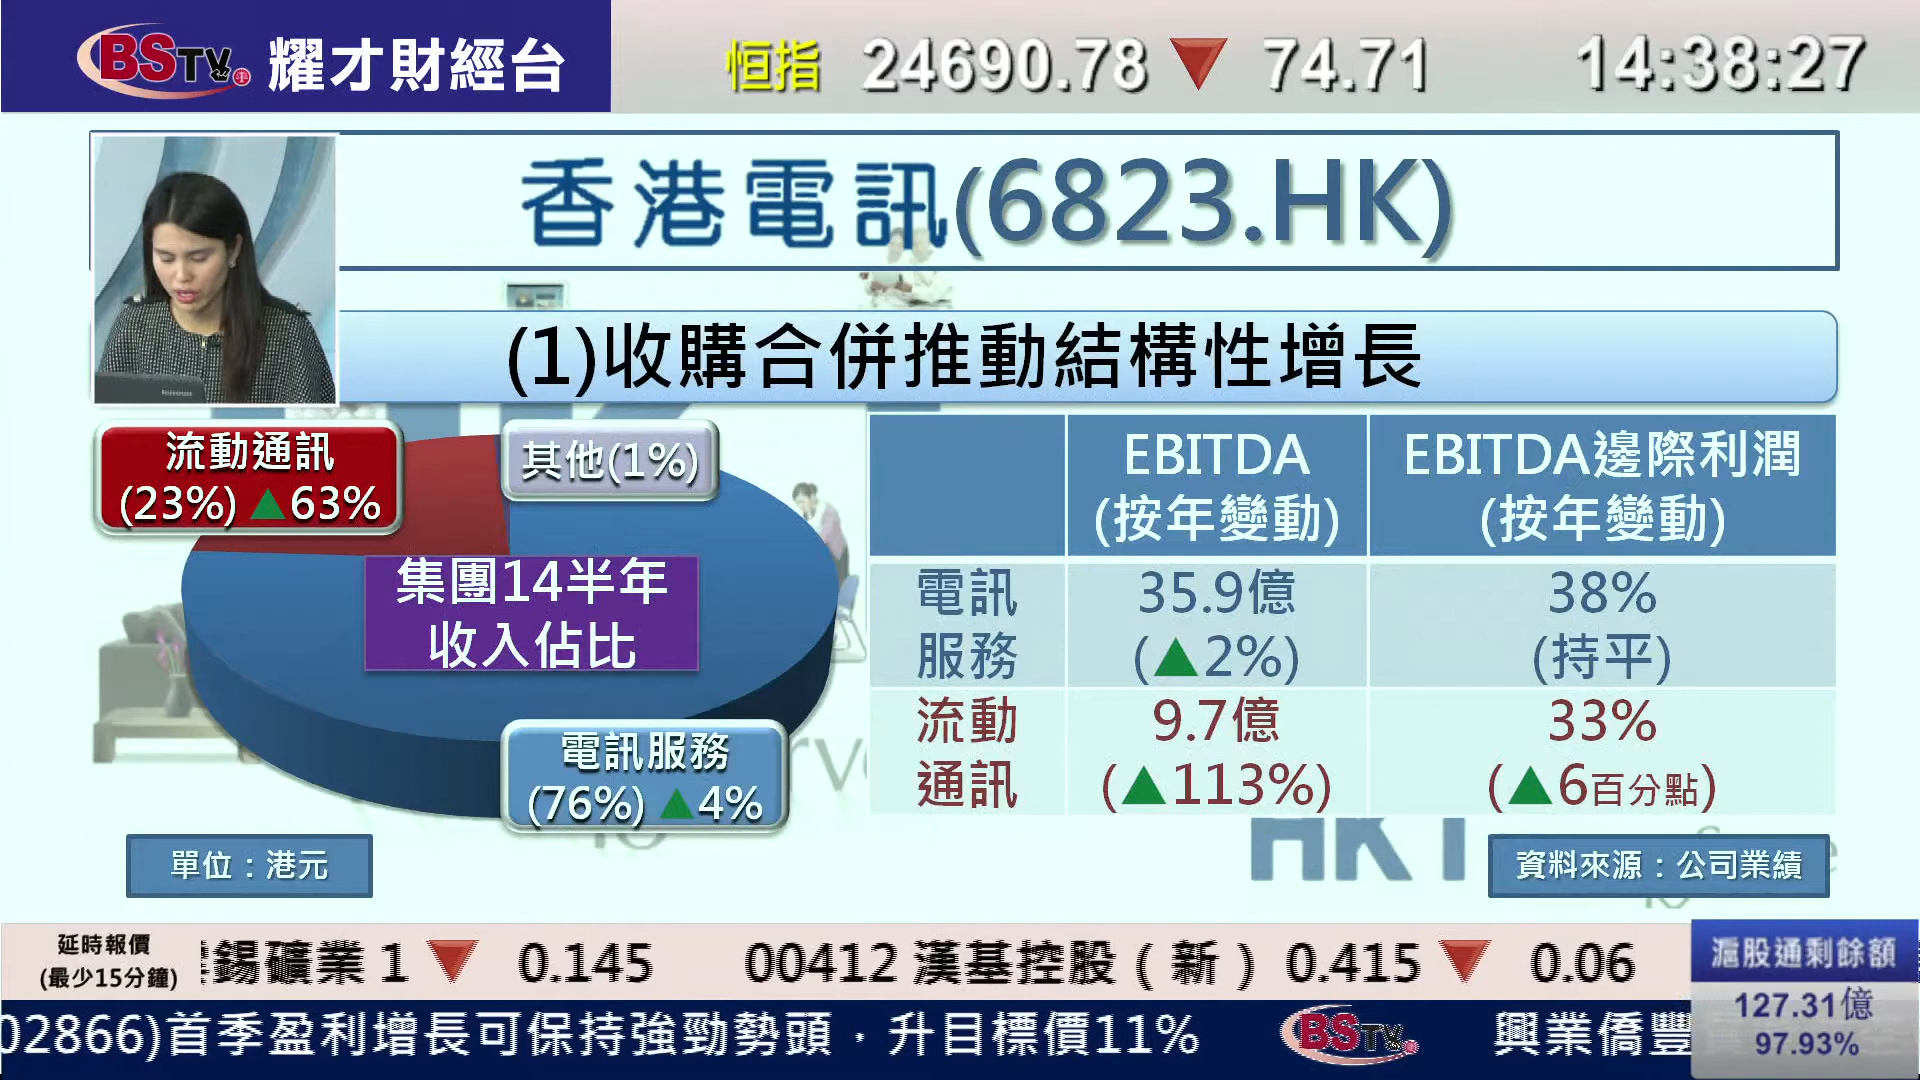 BSTV 耀才財經台
恒指 24690.78 ▼ 74.71 14:38:27
香港電訊(6823.HK)
(1)收購合併推動結構性增長
流動通訊
(23%) ▲63%
其他(1%)
集團14半年
收入佔比
電訊服務
(76%) ▲4%
單位：港元
EBITDA
(按年變動)
EBITDA邊際利潤
(按年變動)
電訊
服務
35.9億
(▲2%)
38%
(持平)
流動
通訊
9.7億
(▲113%)
33%
(▲6百分點)
HKT
資料來源：公司業績
延時報價
(最少15分鐘)
錫礦業 1 ▼ 0.145 00412 漢基控股（新）0.415 ▼ 0.06
滬股通剩餘額
127.31億
97.93%
02866)首季盈利增長可保持強勁勢頭，升目標價11% BSTV 興業僑豐